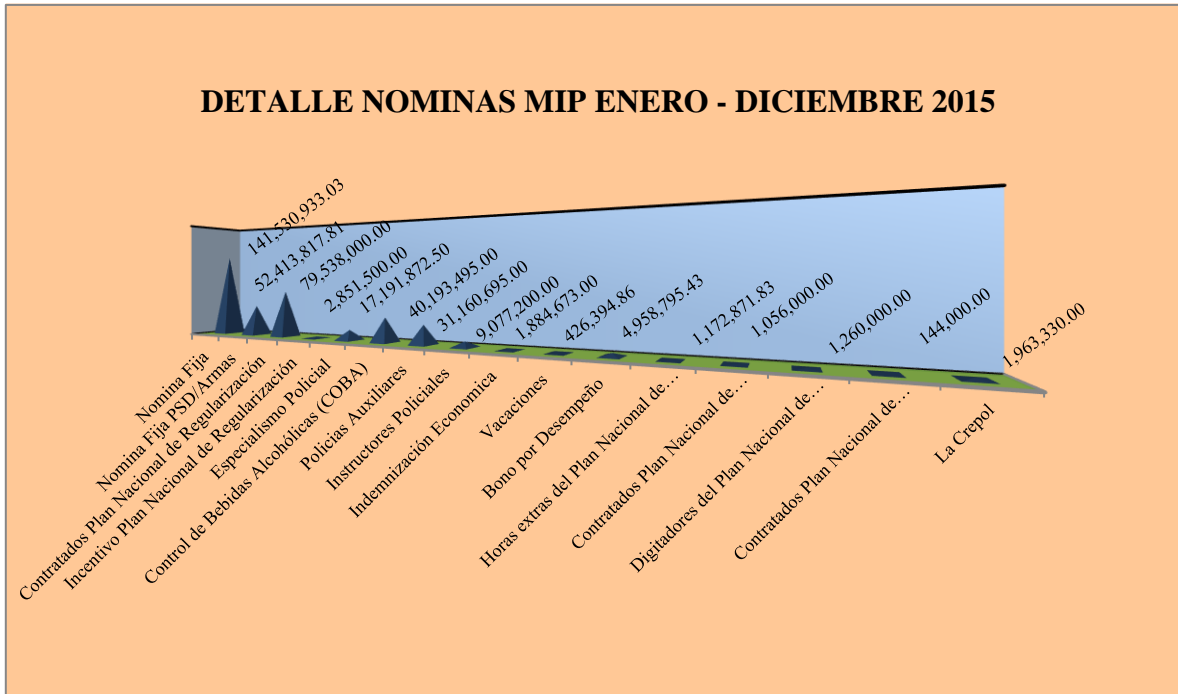 DETALLE NOMINAS MIP ENERO - DICIEMBRE 2015
141,530,933.03
52,413,817.81
79,538,000.00
2,851,500.00
17,191,872.50
40,193,495.00
31,160,695.00
9,077,200.00
1,884,673.00
426,394.86
4,958,795.43
1,172,871.83
1,056,000.00
1,260,000.00
144,000.00
1,963,330.00
Nomina Fija
Nomina Fija PSD/Armas
Contratados Plan Nacional de Regularización
Incentivo Plan Nacional de Regularización
Especialismo Policial
Control de Bebidas Alcohólicas (COBA)
Policias Auxiliares
Instructores Policiales
Indemnización Economica
Vacaciones
Bono por Desempeño
Horas extras del Plan Nacional de…
Contratados Plan Nacional de…
Digitadores del Plan Nacional de…
Contratados Plan Nacional de…
La Crepol